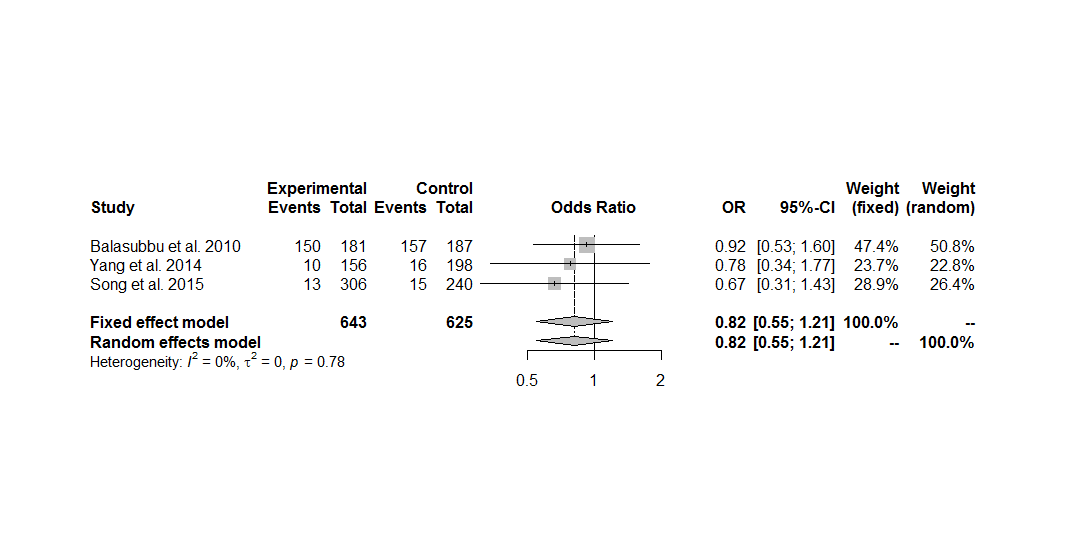 Experimental Control Weight Weight
Study Events Total Events Total Odds Ratio OR 95%-CI (fixed) (random)
Balasubbu et al. 2010 150 181 157 187 0.92 [0.53; 1.60] 47.4% 50.8%
Yang et al. 2014 10 156 16 198 0.78 [0.34; 1.77] 23.7% 22.8%
Song et al. 2015 13 306 15 240 0.67 [0.31; 1.43] 28.9% 26.4%
Fixed effect model 643 625 0.82 [0.55; 1.21] 100.0% --
Random effects model 0.82 [0.55; 1.21] -- 100.0%
Heterogeneity: I² = 0%, τ² = 0, p = 0.78
0.5 1 2